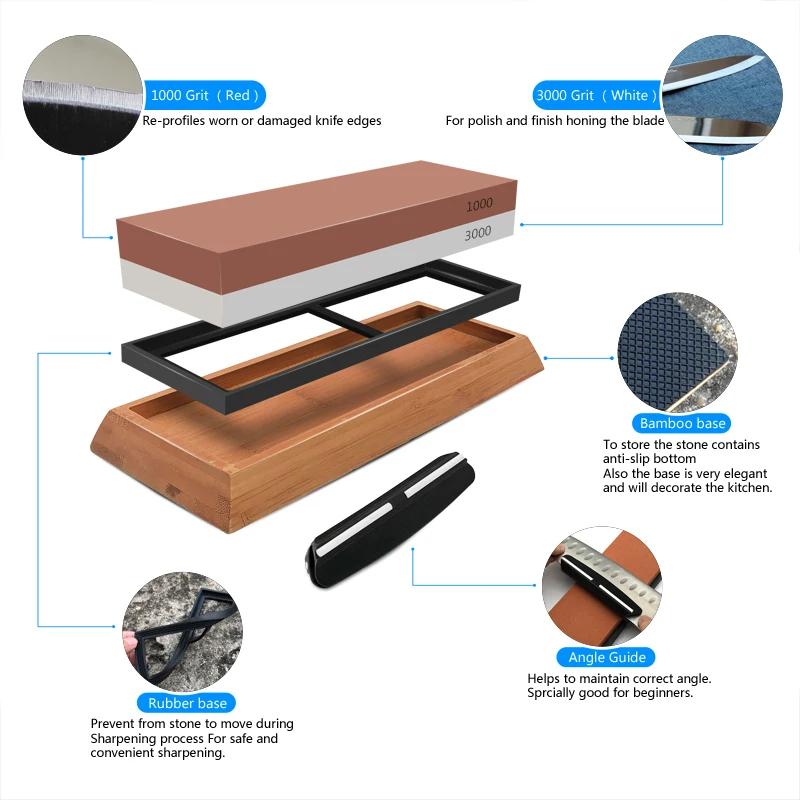 1000 Grit （ Red ）
Re-profiles worn or damaged knife edges
3000 Grit （ White ）
For polish and finish honing the blade
1000
3000
Bamboo base
To store the stone contains
anti-slip bottom
Also the base is very elegant
and will decorate the kitchen.
Angle Guide
Helps to maintain correct angle.
Sprcially good for beginners.
Rubber base
Prevent from stone to move during
Sharpening process For safe and
convenient sharpening.